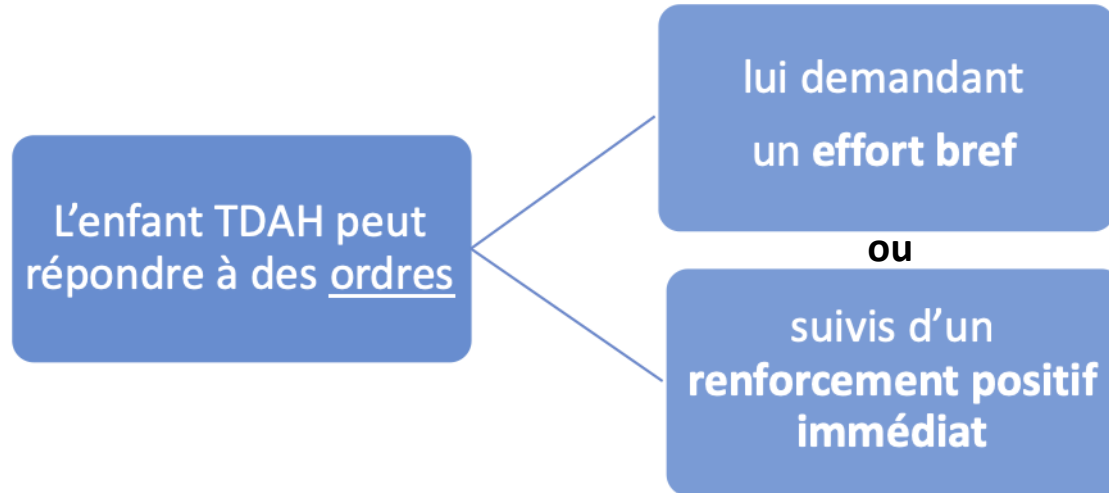 L’enfant TDAH peut
répondre à des ordres
lui demandant
un effort bref
ou
suivis d’un
renforcement positif
immédiat